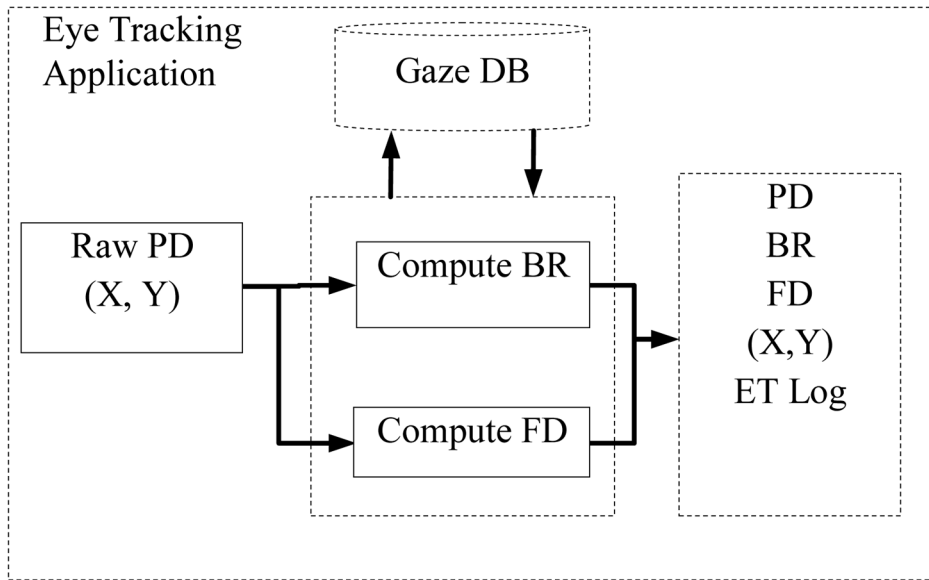 Eye Tracking
Application
Gaze DB
Raw PD
(X, Y)
Compute BR
Compute FD
PD
BR
FD
(X,Y)
ET Log